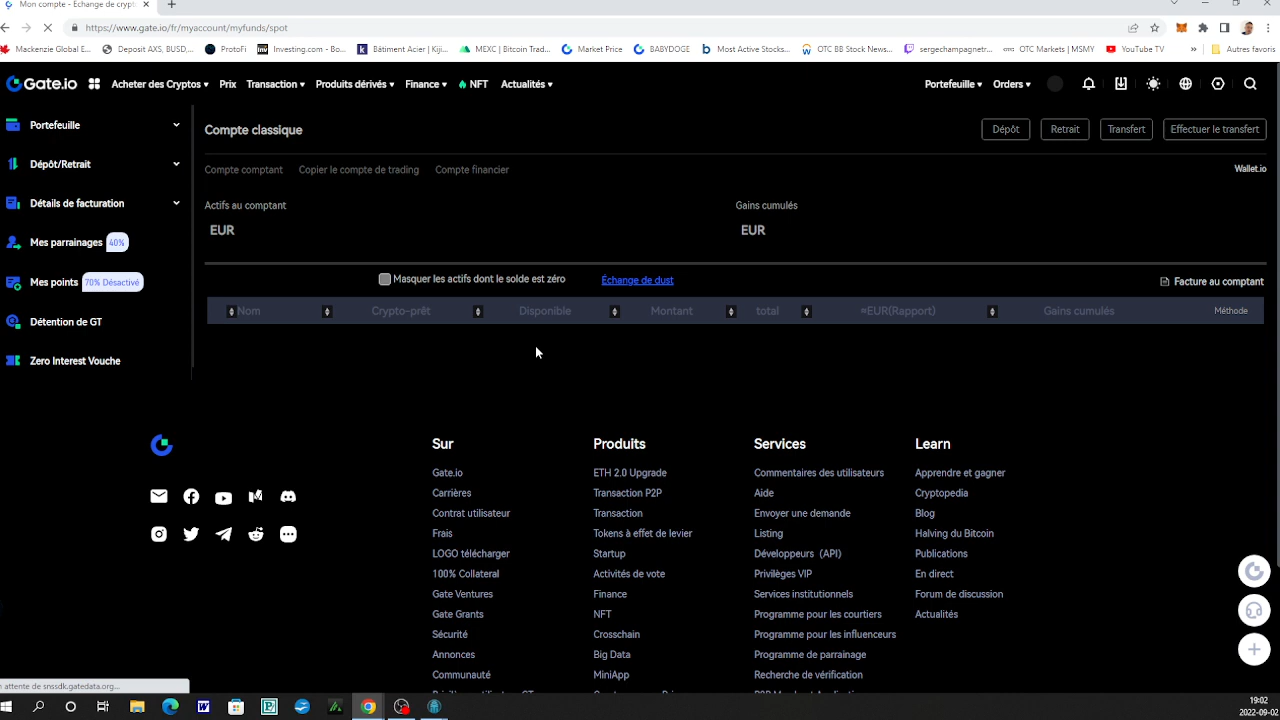 Mon compte - Echange de crypt
https://www.gate.io/fr/myaccount/myfunds/spot
Mackenzie Global E... Deposit AXS, BUSD,... ProtoFi Investing.com - Bo... Bâtiment Acier | Kiji... MEXC | Bitcoin Trad... Market Price BABYDOGE Most Active Stocks... OTC BB Stock News... sergechampagnetr... OTC Markets | MSMY YouTube TV » Autres favoris
Gate.io Acheter des Cryptos Prix Transaction Produits dérivés Finance NFT Actualités Portefeuille Orders
Portefeuille
Dépôt/Retrait
Détails de facturation
Mes parrainages 40%
Mes points 70% Désactivé
Détention de GT
Zero Interest Vouche
Compte classique Dépôt Retrait Transfert Effectuer le transfert
Compte comptant Copier le compte de trading Compte financier Wallet.io
Actifs au comptant Gains cumulés
EUR EUR
Masquer les actifs dont le solde est zéro Échange de dust Facture au comptant
Nom Crypto-prêt Disponible Montant total ≈EUR(Rapport) Gains cumulés Méthode
Sur
Gate.io
Carrières
Contrat utilisateur
Frais
LOGO télécharger
100% Collateral
Gate Ventures
Gate Grants
Sécurité
Annonces
Communauté
Produits
ETH 2.0 Upgrade
Transaction P2P
Transaction
Tokens à effet de levier
Startup
Activités de vote
Finance
NFT
Crosschain
Big Data
MiniApp
Services
Commentaires des utilisateurs
Aide
Envoyer une demande
Listing
Développeurs (API)
Privilèges VIP
Services institutionnels
Programme pour les courtiers
Programme pour les influenceurs
Programme de parrainage
Recherche de vérification
Learn
Apprendre et gagner
Cryptopedia
Blog
Halving du Bitcoin
Publications
En direct
Forum de discussion
Actualités
attente de snssdk.gatedata.org...
19:02
2022-09-02